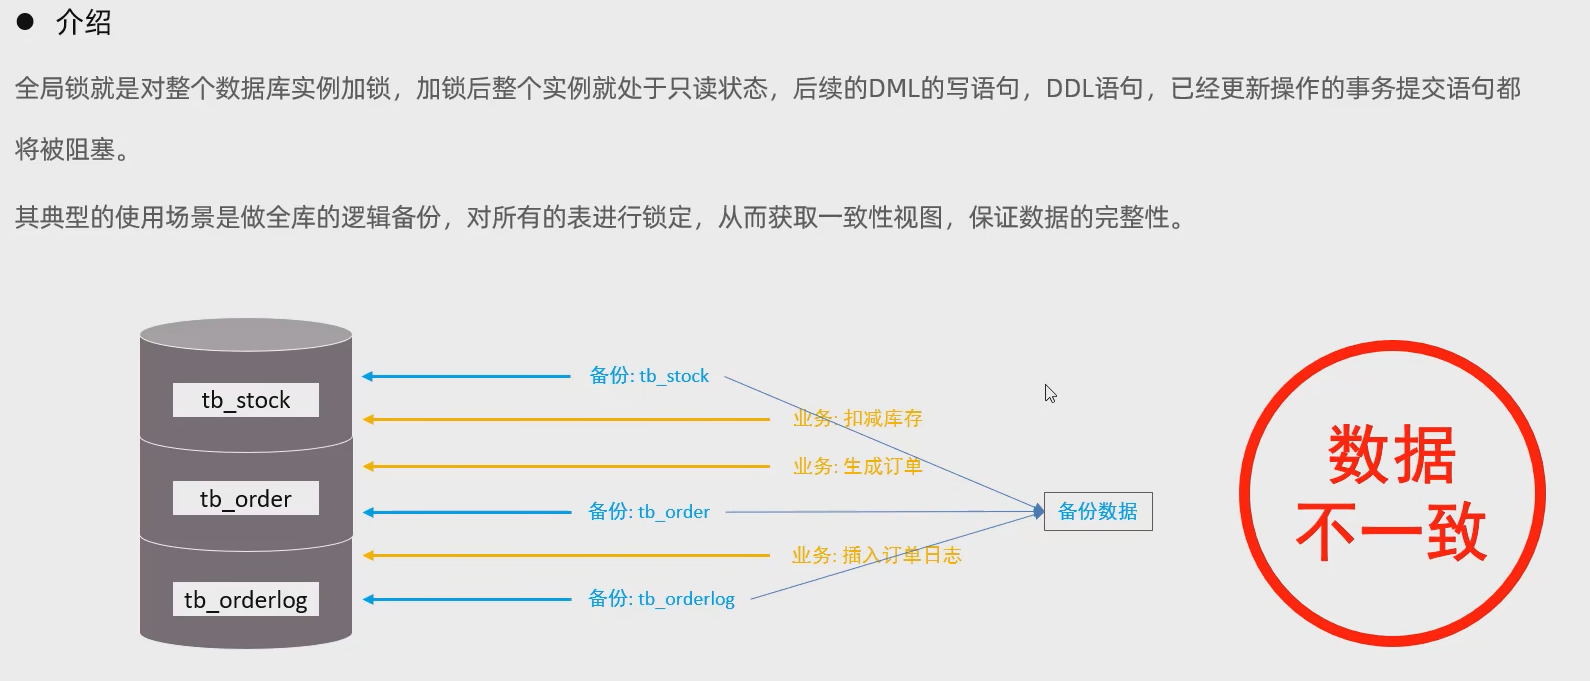 ● 介绍
全局锁就是对整个数据库实例加锁，加锁后整个实例就处于只读状态，后续的DML的写语句，DDL语句，已经更新操作的事务提交语句都
将被阻塞。
其典型的使用场景是做全库的逻辑备份，对所有的表进行锁定，从而获取一致性视图，保证数据的完整性。
备份: tb_stock
tb_stock
业务: 扣减库存
业务: 生成订单
tb_order
备份: tb_order
备份数据
业务: 插入订单日志
tb_orderlog
备份: tb_orderlog
数据
不一致